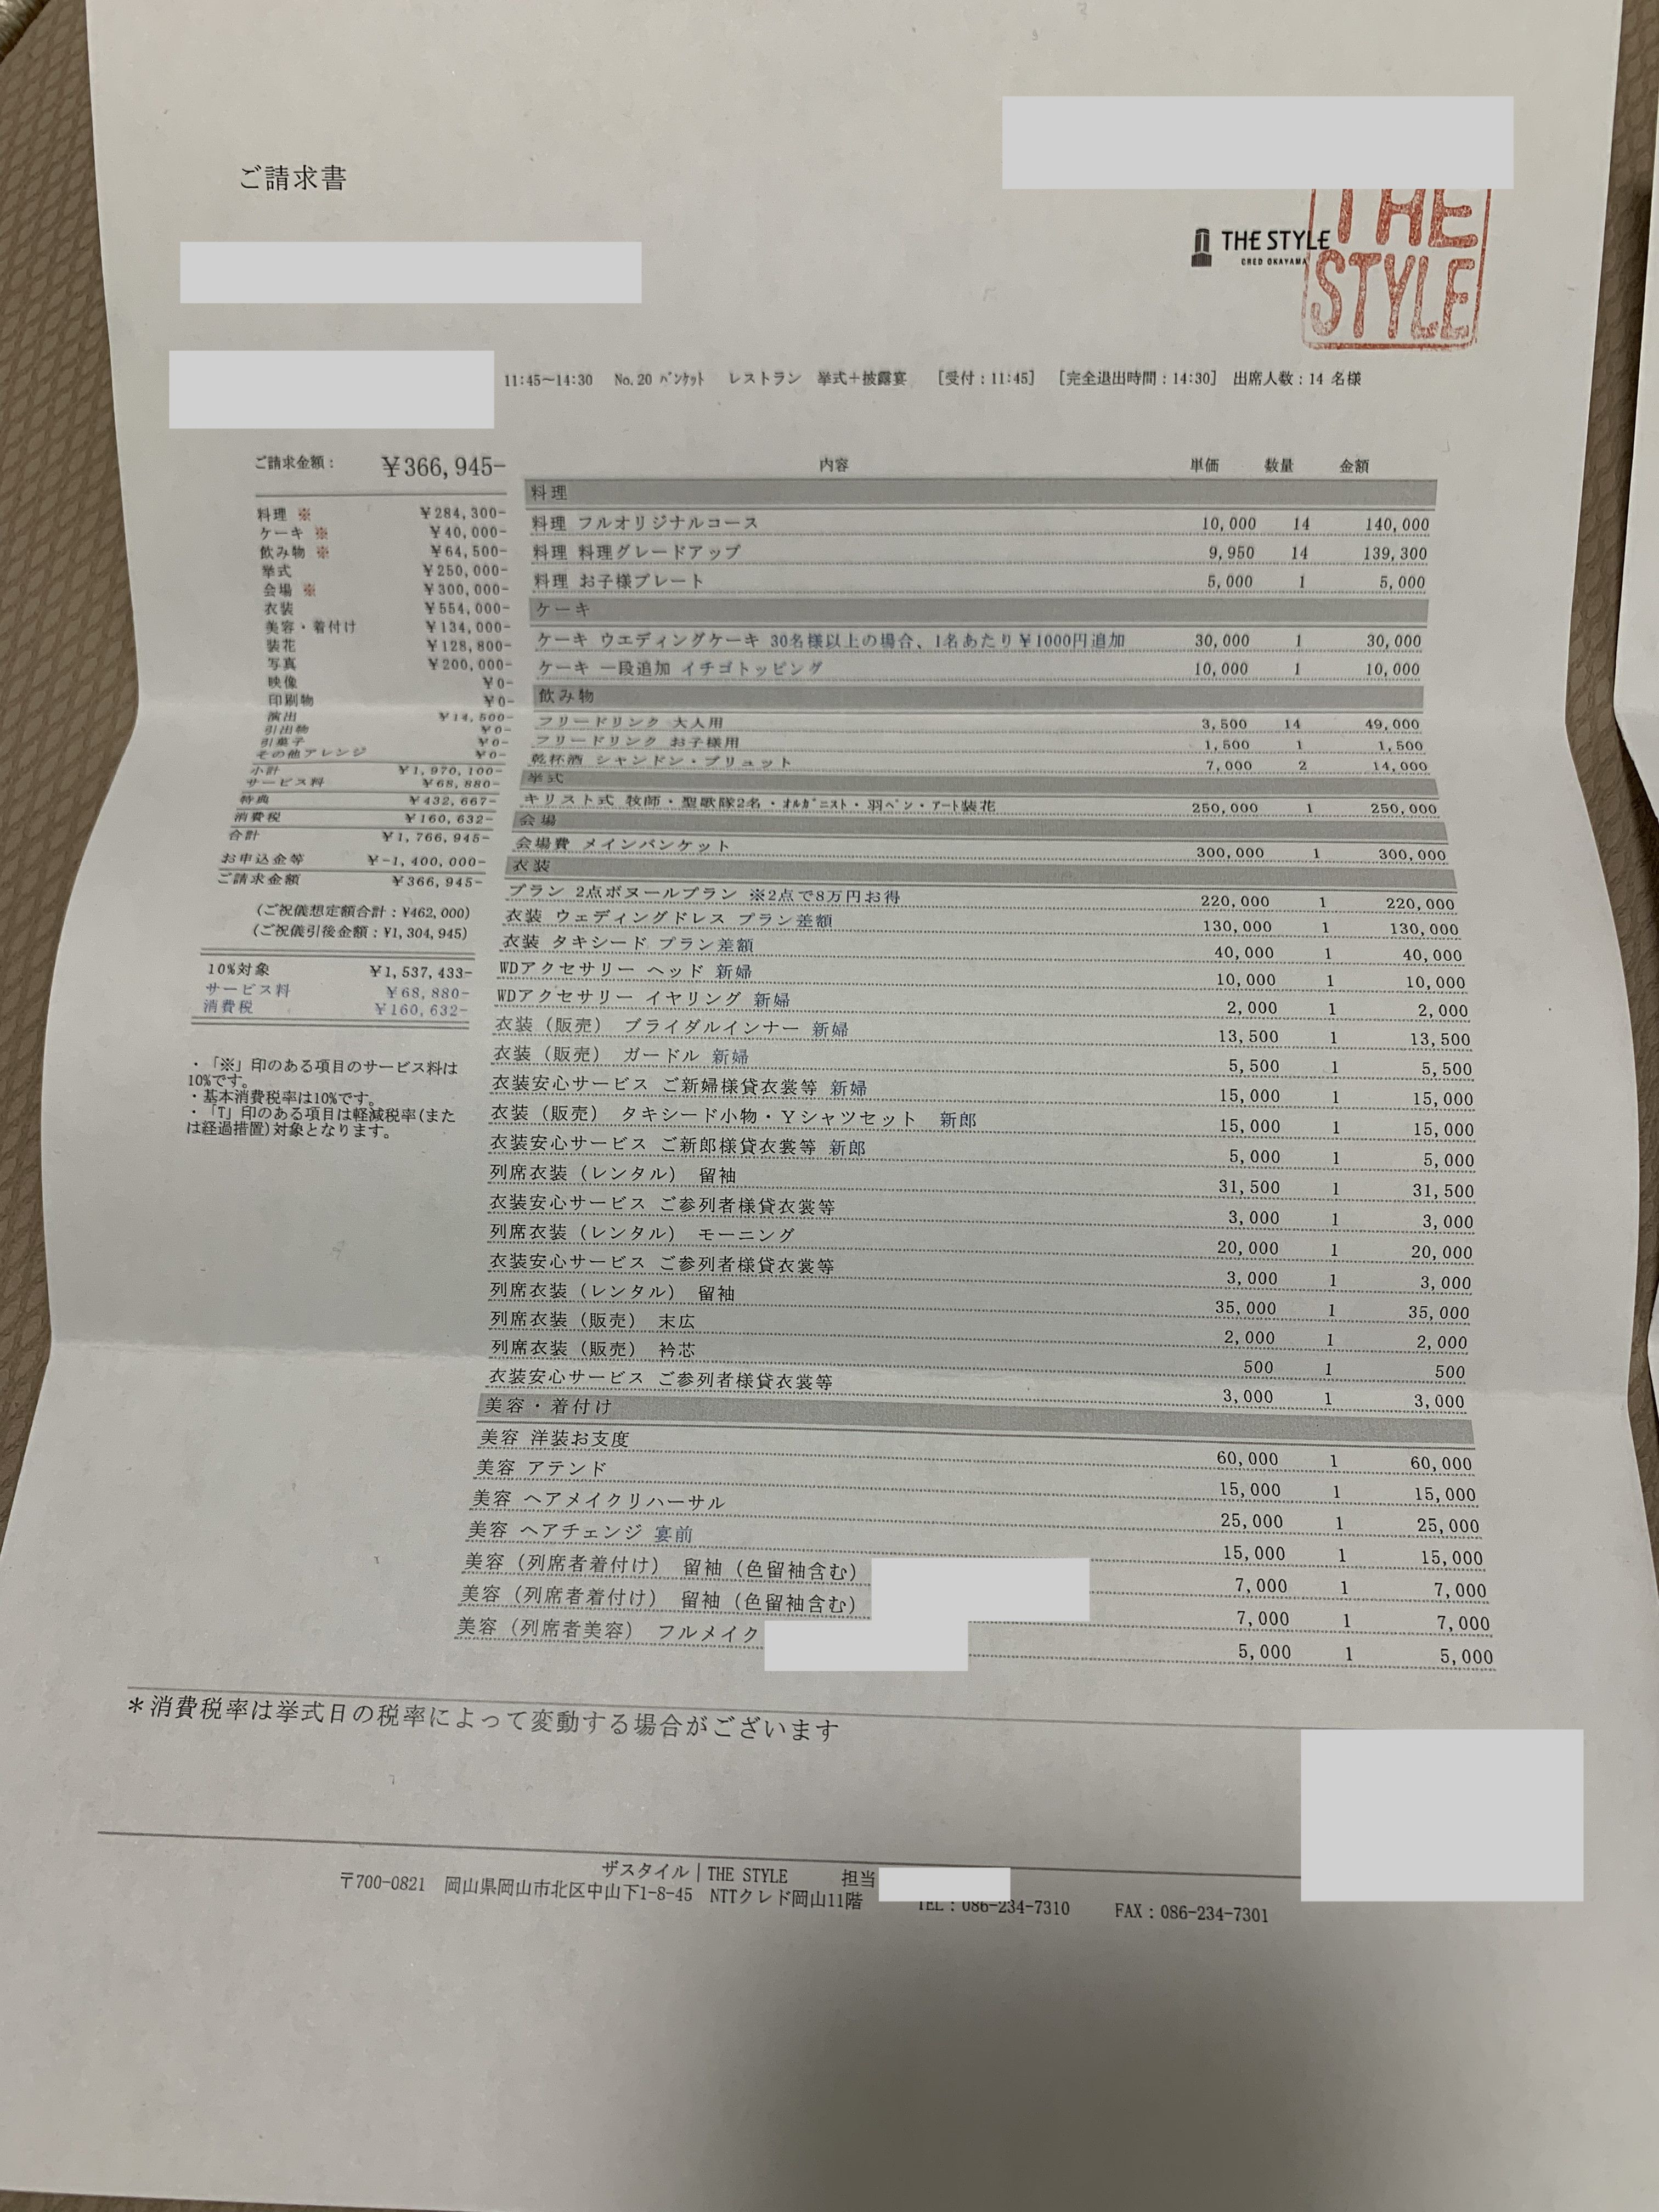 ご請求書
THE STYLE
CRED OKAYAMA
THE
STYLE
11:45～14:30 No.20 ﾊﾞﾝｹｯﾄ レストラン 挙式＋披露宴 [受付：11:45] [完全退出時間：14:30] 出席人数：14 名様
ご請求金額： ￥366,945-
料理 ※ ￥284,300-
ケーキ ※ ￥40,000-
飲み物 ※ ￥64,500-
挙式 ￥250,000-
会場 ※ ￥300,000-
衣装 ￥554,000-
美容・着付け ￥134,000-
装花 ￥128,800-
写真 ￥200,000-
映像 ￥0-
印刷物 ￥0-
演出 ￥14,500-
引出物 ￥0-
引菓子 ￥0-
その他アレンジ ￥0-
小計 ￥1,970,100-
サービス料 ￥68,880-
特典 ￥432,667-
消費税 ￥160,632-
合計 ￥1,766,945-
お申込金等 ￥-1,400,000-
ご請求金額 ￥366,945-
(ご祝儀想定額合計：￥462,000)
(ご祝儀引後金額：￥1,304,945)
10%対象 ￥1,537,433-
サービス料 ￥68,880-
消費税 ￥160,632-
・「※」印のある項目のサービス料は
10%です。
・基本消費税率は10%です。
・「T」印のある項目は軽減税率(また
は経過措置)対象となります。
内容 単価 数量 金額
料理
料理 フルオリジナルコース 10,000 14 140,000
料理 料理グレードアップ 9,950 14 139,300
料理 お子様プレート 5,000 1 5,000
ケーキ
ケーキ ウエディングケーキ 30名様以上の場合、1名あたり￥1000円追加 30,000 1 30,000
ケーキ 一段追加 イチゴトッピング 10,000 1 10,000
飲み物
フリードリンク 大人用 3,500 14 49,000
フリードリンク お子様用 1,500 1 1,500
乾杯酒 シャンドン・ブリュット 7,000 2 14,000
挙式
キリスト式 牧師・聖歌隊2名・ｵﾙｶﾞﾆｽﾄ・羽ﾍﾟﾝ・ｱｰﾄ装花 250,000 1 250,000
会場
会場費 メインバンケット 300,000 1 300,000
衣装
プラン 2点ボヌールプラン ※2点で8万円お得 220,000 1 220,000
衣装 ウェディングドレス プラン差額 130,000 1 130,000
衣装 タキシード プラン差額 40,000 1 40,000
WDアクセサリー ヘッド 新婦 10,000 1 10,000
WDアクセサリー イヤリング 新婦 2,000 1 2,000
衣装（販売） ブライダルインナー 新婦 13,500 1 13,500
衣装（販売） ガードル 新婦 5,500 1 5,500
衣装安心サービス ご新婦様貸衣裳等 新婦 15,000 1 15,000
衣装（販売） タキシード小物・Ｙシャツセット 新郎 15,000 1 15,000
衣装安心サービス ご新郎様貸衣裳等 新郎 5,000 1 5,000
列席衣装（レンタル） 留袖 31,500 1 31,500
衣装安心サービス ご参列者様貸衣裳等 3,000 1 3,000
列席衣装（レンタル） モーニング 20,000 1 20,000
衣装安心サービス ご参列者様貸衣裳等 3,000 1 3,000
列席衣装（レンタル） 留袖 35,000 1 35,000
列席衣装（販売） 末広 2,000 1 2,000
列席衣装（販売） 衿芯 500 1 500
衣装安心サービス ご参列者様貸衣裳等 3,000 1 3,000
美容・着付け
美容 洋装お支度 60,000 1 60,000
美容 アテンド 15,000 1 15,000
美容 ヘアメイクリハーサル 25,000 1 25,000
美容 ヘアチェンジ 宴前 15,000 1 15,000
美容（列席者着付け） 留袖（色留袖含む） 7,000 1 7,000
美容（列席者着付け） 留袖（色留袖含む） 7,000 1 7,000
美容（列席者美容） フルメイク 5,000 1 5,000
＊消費税率は挙式日の税率によって変動する場合がございます
ザスタイル｜THE STYLE 担当
〒700-0821 岡山県岡山市北区中山下1-8-45 NTTクレド岡山11階 TEL：086-234-7310 FAX：086-234-7301